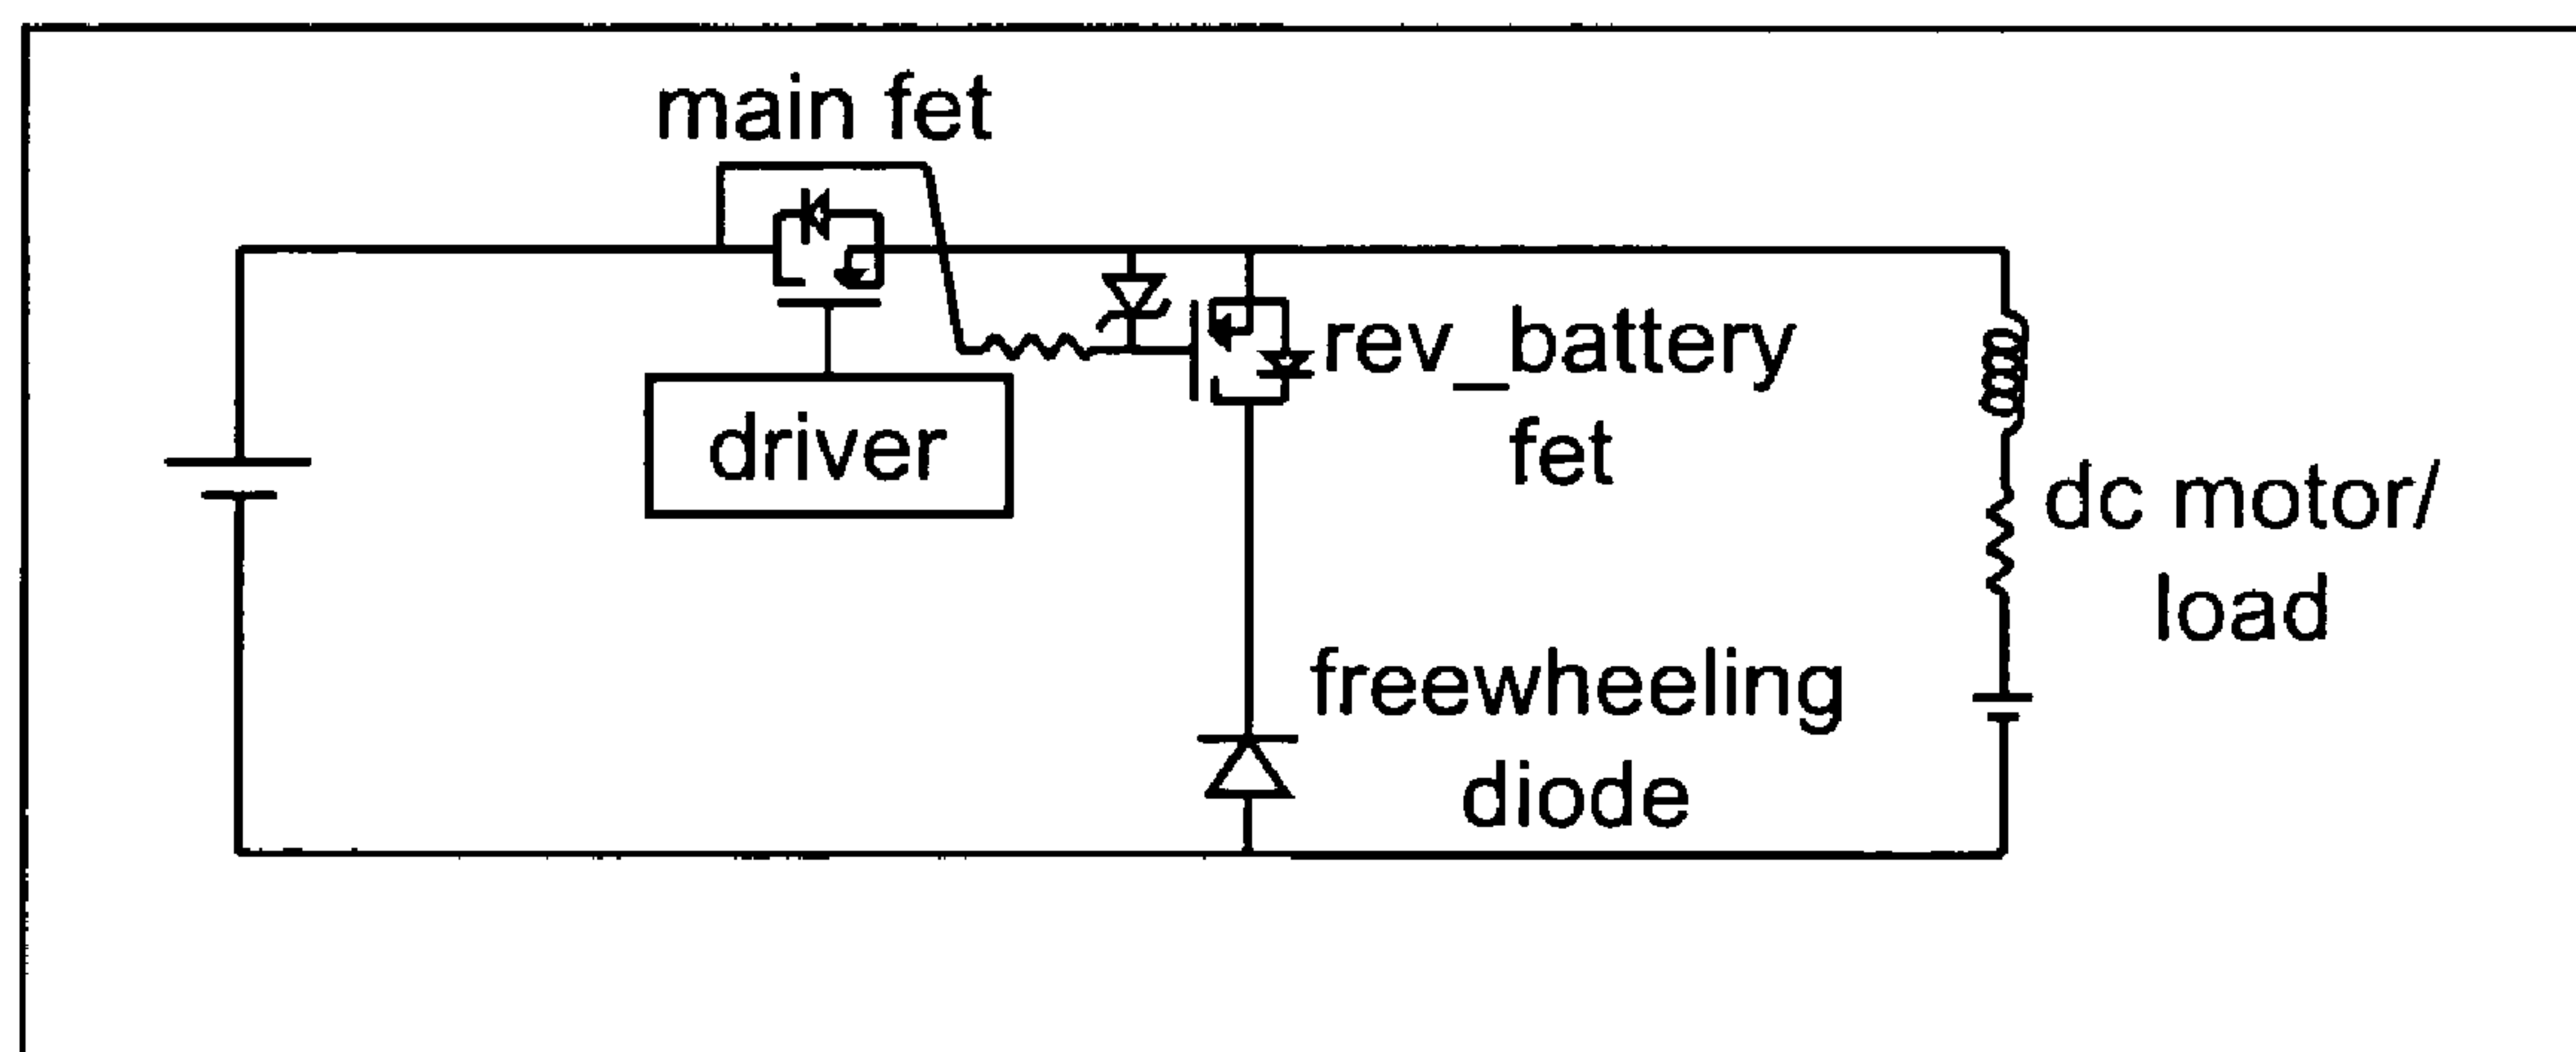 main fet
driver
rev_battery
fet
dc motor/
load
freewheeling
diode